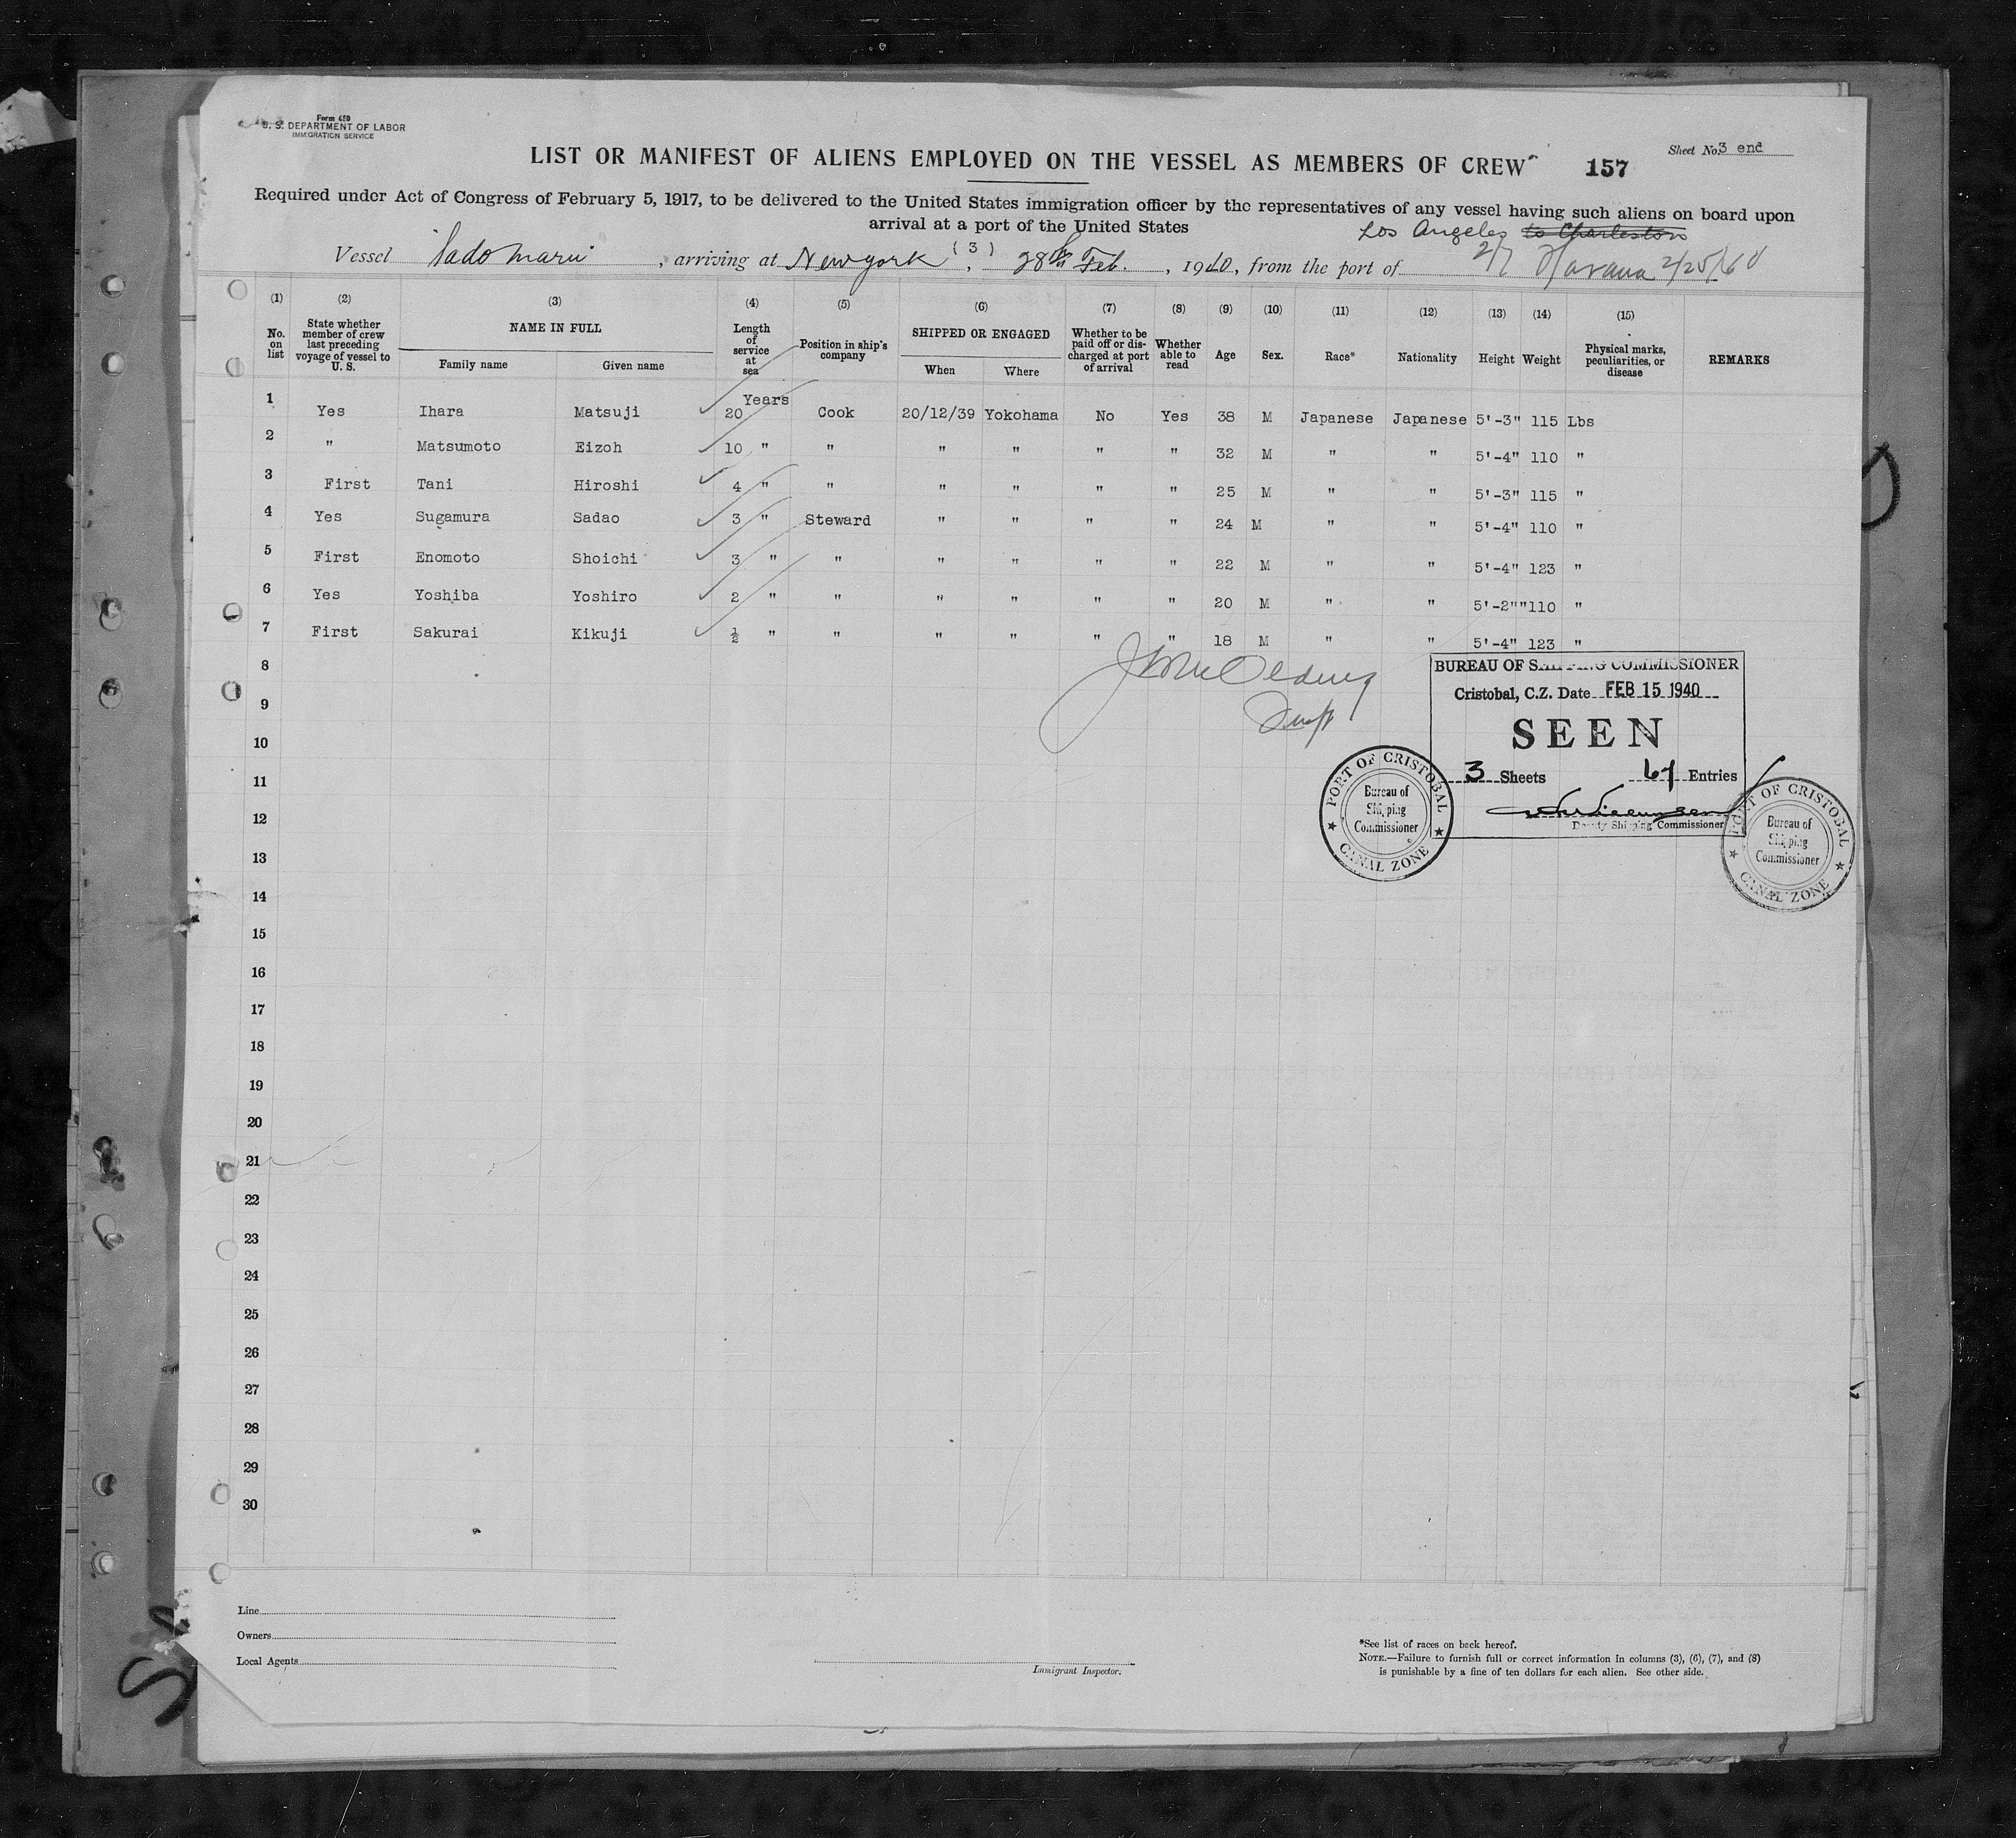 Form 480
U. S. DEPARTMENT OF LABOR
IMMIGRATION SERVICE
Sheet No. 3 end
LIST OR MANIFEST OF ALIENS EMPLOYED ON THE VESSEL AS MEMBERS OF CREW 157
Required under Act of Congress of February 5, 1917, to be delivered to the United States immigration officer by the representatives of any vessel having such aliens on board upon
arrival at a port of the United States
Los Angeles to Charleston
Vessel Sado Maru, arriving at New york (3), 28th Feb., 1940, from the port of 2/7 Havana 2/25/40
(1) (2) (3) (4) (5) (6) (7) (8) (9) (10) (11) (12) (13) (14) (15)
No. on list State whether member of crew last preceding voyage of vessel to U. S. NAME IN FULL Family name Given name Length of service at sea Position in ship's company SHIPPED OR ENGAGED When Where Whether to be paid off or discharged at port of arrival Whether able to read Age Sex. Race* Nationality Height Weight Physical marks, peculiarities, or disease REMARKS
Years
1 Yes Ihara Matsuji 20 Cook 20/12/39 Yokohama No Yes 38 M Japanese Japanese 5'-3" 115 Lbs
2 " Matsumoto Eizoh 10 " " " " " " 32 M " " 5'-4" 110 "
3 First Tani Hiroshi 4 " " " " " " 25 M " " 5'-3" 115 "
4 Yes Sugamura Sadao 3 " Steward " " " " 24 M " " 5'-4" 110 "
5 First Enomoto Shoichi 3 " " " " " " 22 M " " 5'-4" 123 "
6 Yes Yoshiba Yoshiro 2 " " " " " " 20 M " " 5'-2"" 110 "
7 First Sakurai Kikuji ½ " " " " " " 18 M " " 5'-4" 123 "
8
9
10
11
12
13
14
15
16
17
18
19
20
21
22
23
24
25
26
27
28
29
30
BUREAU OF SHIPPING COMMISSIONER
Cristobal, C.Z. Date FEB 15 1940
SEEN
3 Sheets 67 Entries
Deputy Shipping Commissioner
PORT OF CRISTOBAL
Bureau of
Shipping
Commissioner
CANAL ZONE
PORT OF CRISTOBAL
Bureau of
Shipping
Commissioner
CANAL ZONE
Line
Owners
Local Agents
Immigrant Inspector.
*See list of races on back hereof.
NOTE.—Failure to furnish full or correct information in columns (3), (6), (7), and (8)
is punishable by a fine of ten dollars for each alien. See other side.